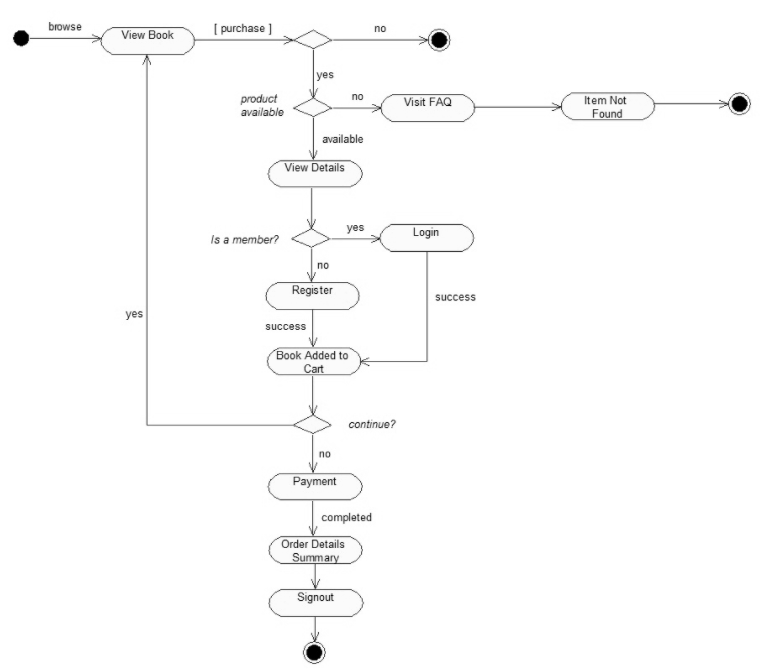 browse
View Book
[ purchase ]
no
yes
product
available
no
Visit FAQ
Item Not
Found
available
View Details
Is a member?
yes
Login
no
Register
success
success
yes
Book Added to
Cart
continue?
no
Payment
completed
Order Details
Summary
Signout